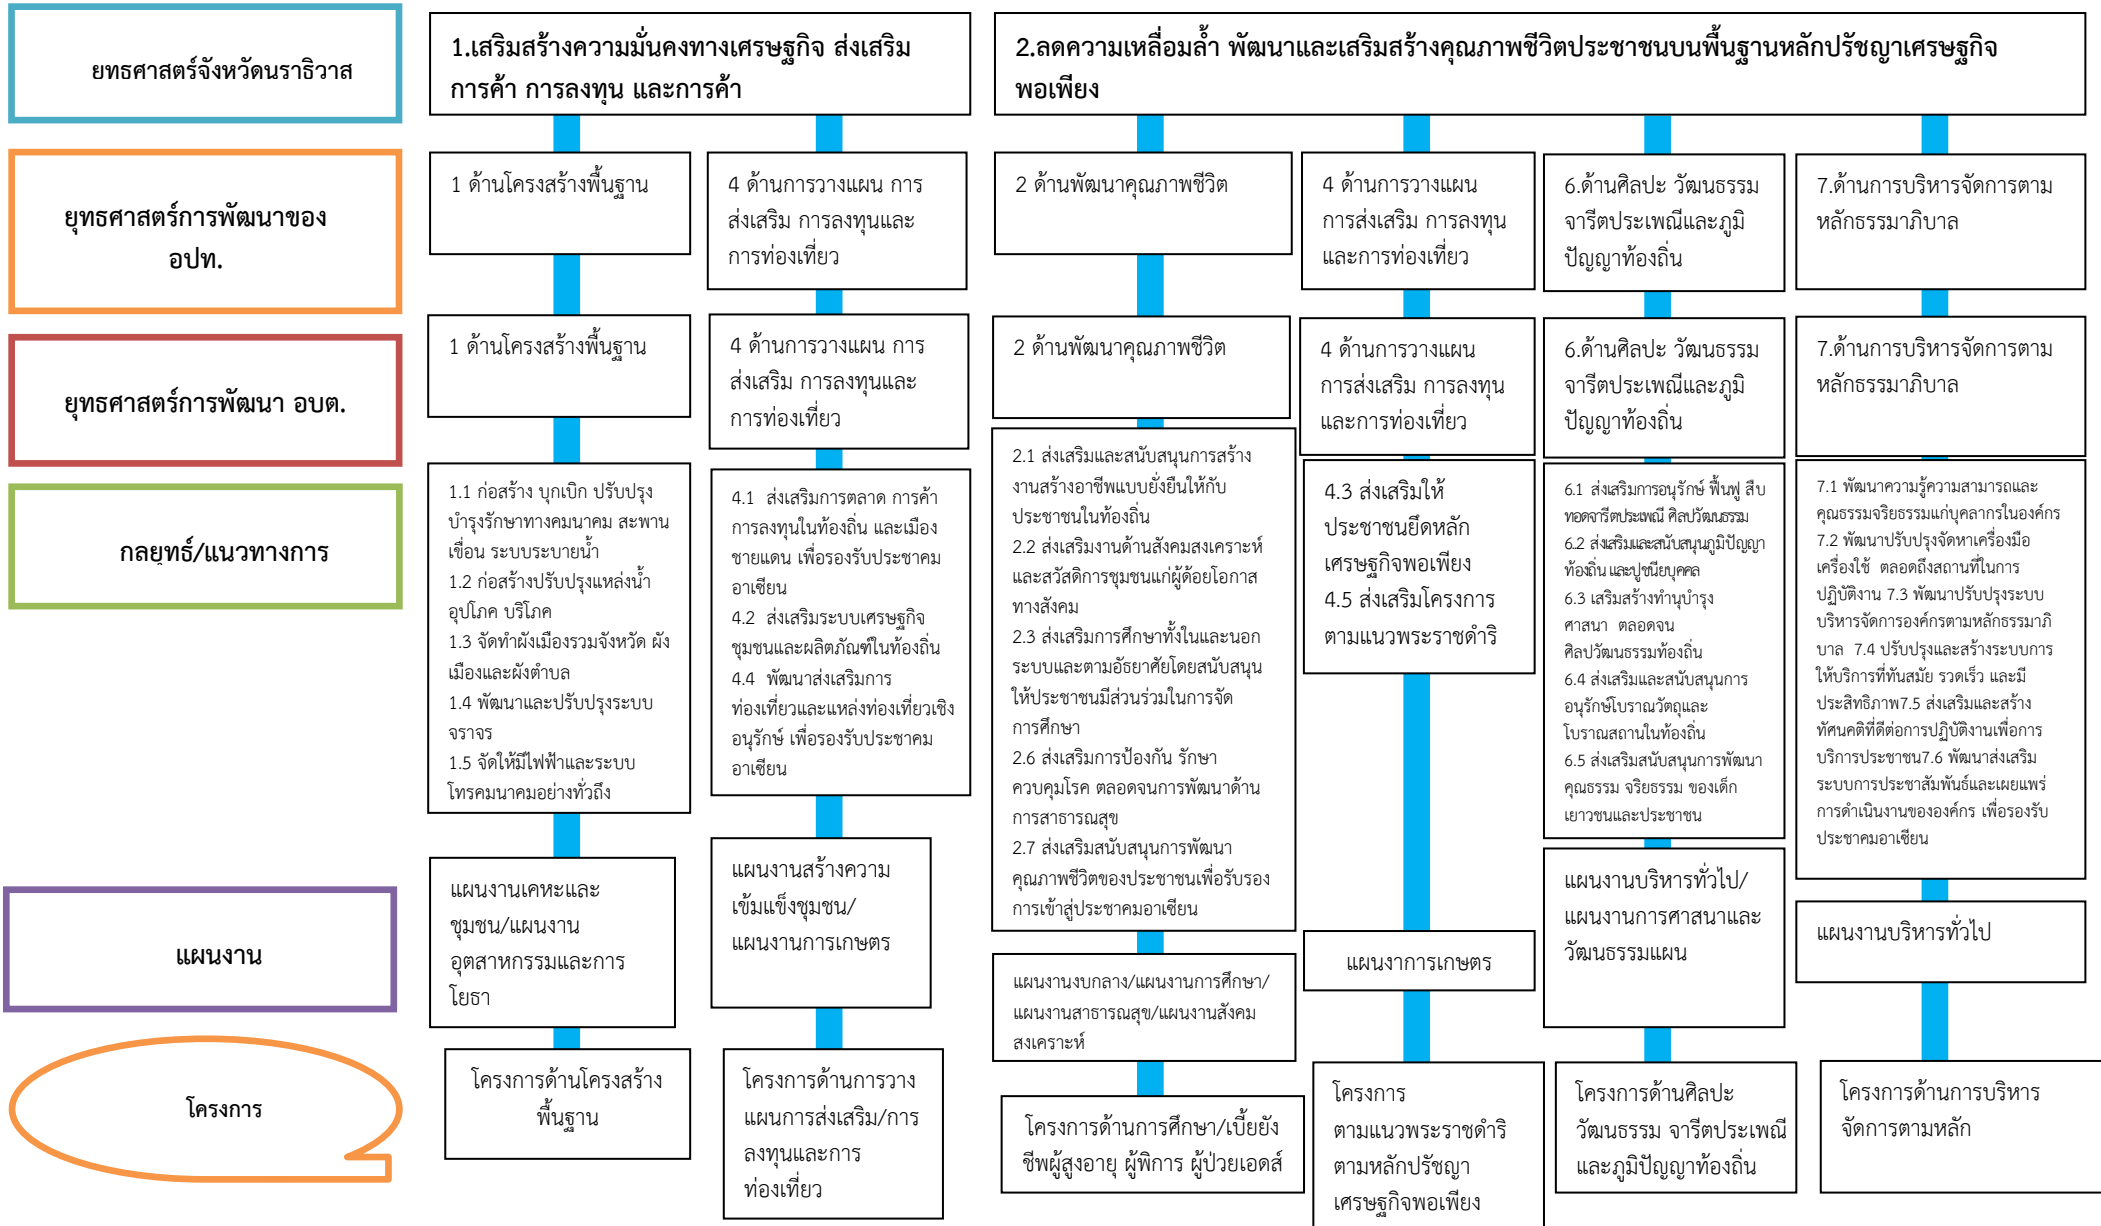 ยทธศาสตร์จังหวัดนราธิวาส
1.เสริมสร้างความมั่นคงทางเศรษฐกิจ ส่งเสริม
การค้า การลงทุน และการค้า
2.ลดความเหลื่อมล้ำ พัฒนาและเสริมสร้างคุณภาพชีวิตประชาชนบนพื้นฐานหลักปรัชญาเศรษฐกิจ
พอเพียง
ยุทธศาสตร์การพัฒนาของ
อปท.
1 ด้านโครงสร้างพื้นฐาน
4 ด้านการวางแผน การ
ส่งเสริม การลงทุนและ
การท่องเที่ยว
2 ด้านพัฒนาคุณภาพชีวิต
4 ด้านการวางแผน
การส่งเสริม การลงทุน
และการท่องเที่ยว
6.ด้านศิลปะ วัฒนธรรม
จารีตประเพณีและภูมิ
ปัญญาท้องถิ่น
7.ด้านการบริหารจัดการตาม
หลักธรรมาภิบาล
ยุทธศาสตร์การพัฒนา อบต.
1 ด้านโครงสร้างพื้นฐาน
4 ด้านการวางแผน การ
ส่งเสริม การลงทุนและ
การท่องเที่ยว
2 ด้านพัฒนาคุณภาพชีวิต
4 ด้านการวางแผน
การส่งเสริม การลงทุน
และการท่องเที่ยว
6.ด้านศิลปะ วัฒนธรรม
จารีตประเพณีและภูมิ
ปัญญาท้องถิ่น
7.ด้านการบริหารจัดการตาม
หลักธรรมาภิบาล
กลยุทธ์/แนวทางการ
1.1 ก่อสร้าง บุกเบิก ปรับปรุง
บำรุงรักษาทางคมนาคม สะพาน
เขื่อน ระบบระบายน้ำ
1.2 ก่อสร้างปรับปรุงแหล่งน้ำ
อุปโภค บริโภค
1.3 จัดทำผังเมืองรวมจังหวัด ผัง
เมืองและผังตำบล
1.4 พัฒนาและปรับปรุงระบบ
จราจร
1.5 จัดให้มีไฟฟ้าและระบบ
โทรคมนาคมอย่างทั่วถึง
4.1 ส่งเสริมการตลาด การค้า
การลงทุนในท้องถิ่น และเมือง
ชายแดน เพื่อรองรับประชาคม
อาเซียน
4.2 ส่งเสริมระบบเศรษฐกิจ
ชุมชนและผลิตภัณฑ์ในท้องถิ่น
4.4 พัฒนาส่งเสริมการ
ท่องเที่ยวและแหล่งท่องเที่ยวเชิง
อนุรักษ์ เพื่อรองรับประชาคม
อาเซียน
2.1 ส่งเสริมและสนับสนุนการสร้าง
งานสร้างอาชีพแบบยั่งยืนให้กับ
ประชาชนในท้องถิ่น
2.2 ส่งเสริมงานด้านสังคมสงเคราะห์
และสวัสดิการชุมชนแก่ผู้ด้อยโอกาส
ทางสังคม
2.3 ส่งเสริมการศึกษาทั้งในและนอก
ระบบและตามอัธยาศัยโดยสนับสนุน
ให้ประชาชนมีส่วนร่วมในการจัด
การศึกษา
2.6 ส่งเสริมการป้องกัน รักษา
ควบคุมโรค ตลอดจนการพัฒนาด้าน
การสาธารณสุข
2.7 ส่งเสริมสนับสนุนการพัฒนา
คุณภาพชีวิตของประชาชนเพื่อรับรอง
การเข้าสู่ประชาคมอาเซียน
4.3 ส่งเสริมให้
ประชาชนยึดหลัก
เศรษฐกิจพอเพียง
4.5 ส่งเสริมโครงการ
ตามแนวพระราชดำริ
6.1 ส่งเสริมการอนุรักษ์ ฟื้นฟู สืบ
ทอดจารีตประเพณี ศิลปวัฒนธรรม
6.2 ส่งเสริมและสนับสนุนภูมิปัญญา
ท้องถิ่น และปูชนียบุคคล
6.3 เสริมสร้างทำนุบำรุง
ศาสนา ตลอดจน
ศิลปวัฒนธรรมท้องถิ่น
6.4 ส่งเสริมและสนับสนุนการ
อนุรักษ์โบราณวัตถุและ
โบราณสถานในท้องถิ่น
6.5 ส่งเสริมสนับสนุนการพัฒนา
คุณธรรม จริยธรรม ของเด็ก
เยาวชนและประชาชน
7.1 พัฒนาความรู้ความสามารถและ
คุณธรรมจริยธรรมแก่บุคลากรในองค์กร
7.2 พัฒนาปรับปรุงจัดหาเครื่องมือ
เครื่องใช้ ตลอดถึงสถานที่ในการ
ปฏิบัติงาน 7.3 พัฒนาปรับปรุงระบบ
บริหารจัดการองค์กรตามหลักธรรมาภิ
บาล 7.4 ปรับปรุงและสร้างระบบการ
ให้บริการที่ทันสมัย รวดเร็ว และมี
ประสิทธิภาพ7.5 ส่งเสริมและสร้าง
ทัศนคติที่ดีต่อการปฏิบัติงานเพื่อการ
บริการประชาชน7.6 พัฒนาส่งเสริม
ระบบการประชาสัมพันธ์และเผยแพร่
การดำเนินงานขององค์กร เพื่อรองรับ
ประชาคมอาเซียน
แผนงาน
แผนงานเคหะและ
ชุมชน/แผนงาน
อุตสาหกรรมและการ
โยธา
แผนงานสร้างความ
เข้มแข็งชุมชน/
แผนงานการเกษตร
แผนงานงบกลาง/แผนงานการศึกษา/
แผนงานสาธารณสุข/แผนงานสังคม
สงเคราะห์
แผนงาการเกษตร
แผนงานบริหารทั่วไป/
แผนงานการศาสนาและ
วัฒนธรรมแผน
แผนงานบริหารทั่วไป
โครงการ
โครงการด้านโครงสร้าง
พื้นฐาน
โครงการด้านการวาง
แผนการส่งเสริม/การ
ลงทุนและการ
ท่องเที่ยว
โครงการด้านการศึกษา/เบี้ยยัง
ชีพผู้สูงอายุ ผู้พิการ ผู้ป่วยเอดส์
โครงการ
ตามแนวพระราชดำริ
ตามหลักปรัชญา
เศรษฐกิจพอเพียง
โครงการด้านศิลปะ
วัฒนธรรม จารีตประเพณี
และภูมิปัญญาท้องถิ่น
โครงการด้านการบริหาร
จัดการตามหลัก